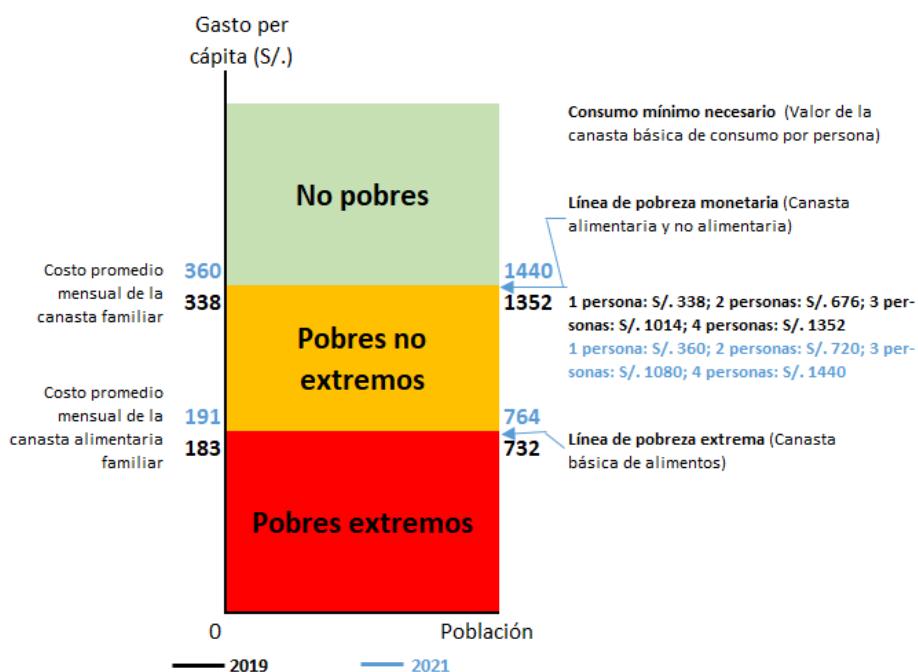 Gasto per
cápita (S/.)
Consumo mínimo necesario (Valor de la
canasta básica de consumo por persona)
No pobres
Línea de pobreza monetaria (Canasta
alimentaria y no alimentaria)
Costo promedio
mensual de la
canasta familiar
360
338
1440
1352
1 persona: S/. 338; 2 personas: S/. 676; 3 per-
sonas: S/. 1014; 4 personas: S/. 1352
1 persona: S/. 360; 2 personas: S/. 720; 3 per-
sonas: S/. 1080; 4 personas: S/. 1440
Pobres no
extremos
Costo promedio
mensual de la
canasta alimentaria
familiar
191
183
764
732
Línea de pobreza extrema (Canasta
básica de alimentos)
Pobres extremos
0
Población
2019
2021